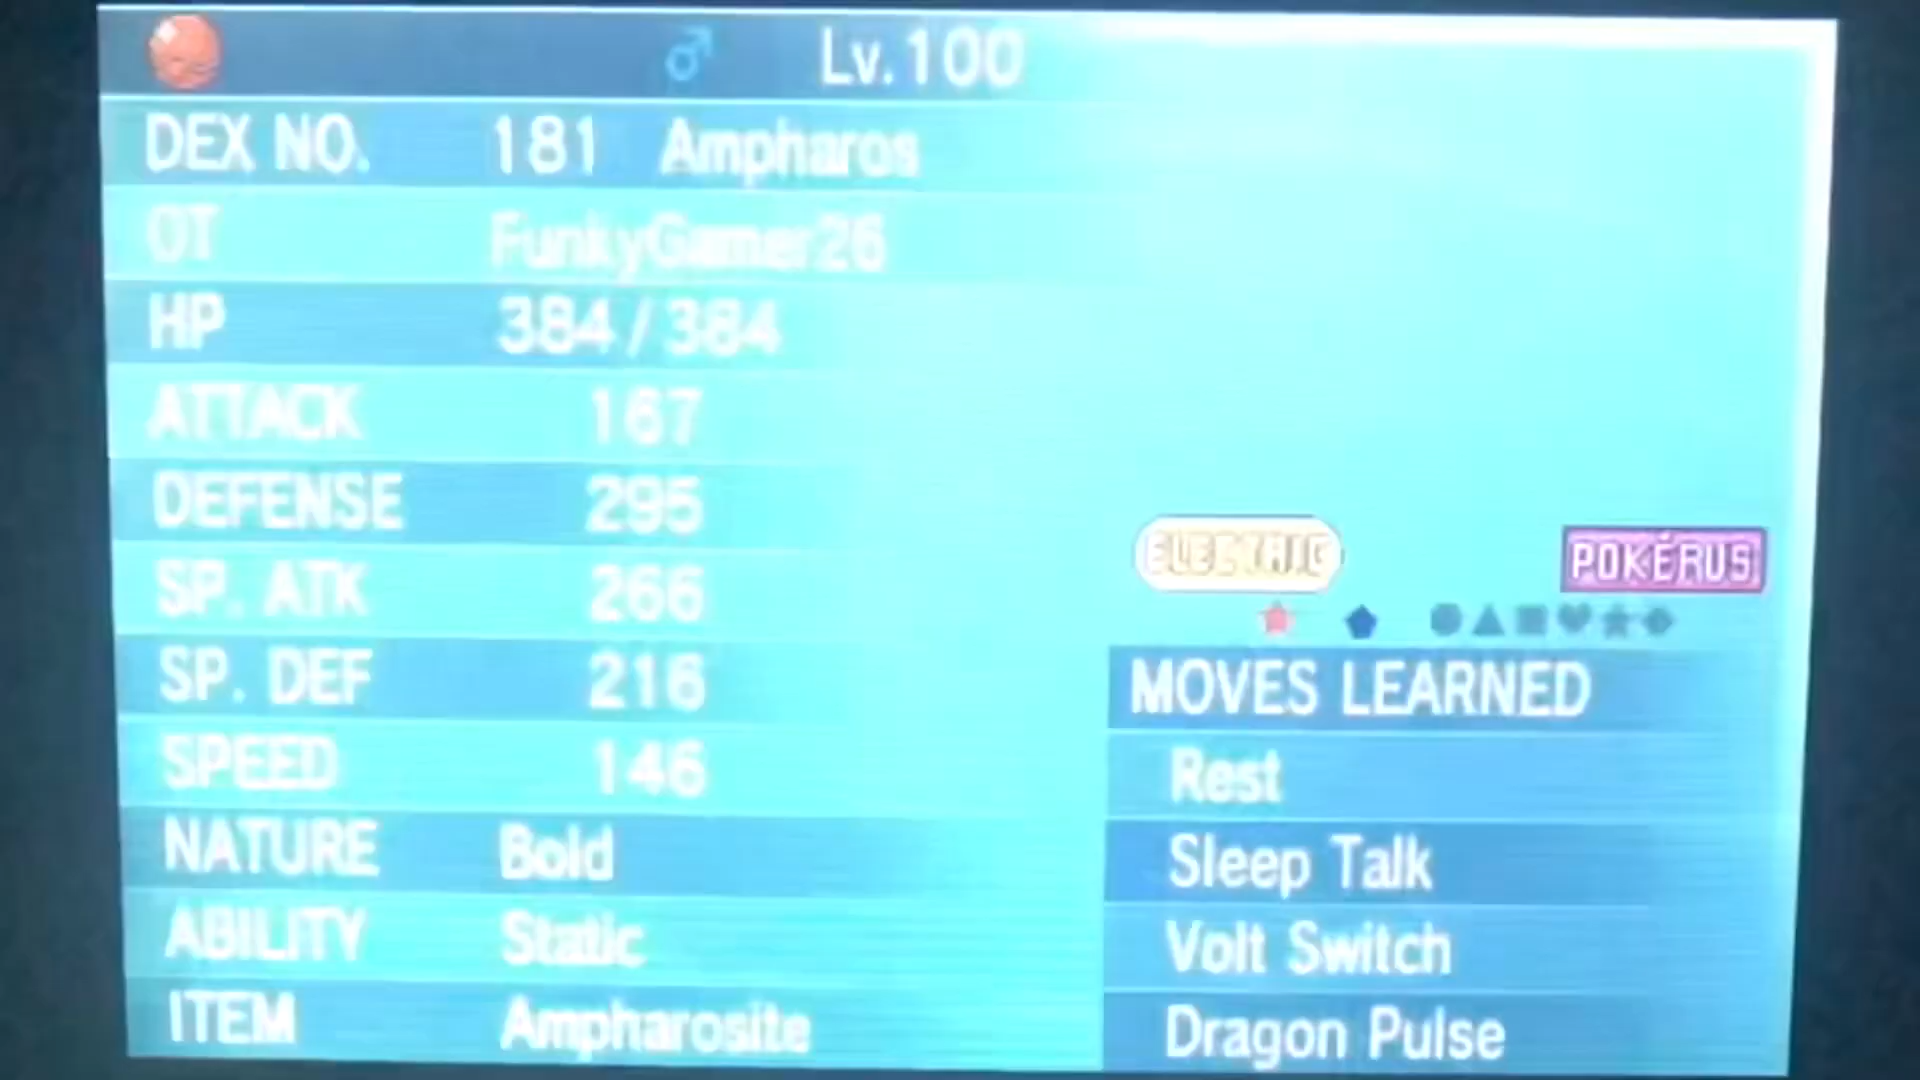 ♂ Lv.100
DEX NO. 181 Ampharos
OT FunkyGamer26
HP 384/384
ATTACK 167
DEFENSE 295
SP. ATK 266
SP. DEF 216
SPEED 146
NATURE Bold
ABILITY Static
ITEM Ampharosite
ELECTRIC
POKÉRUS
MOVES LEARNED
Rest
Sleep Talk
Volt Switch
Dragon Pulse